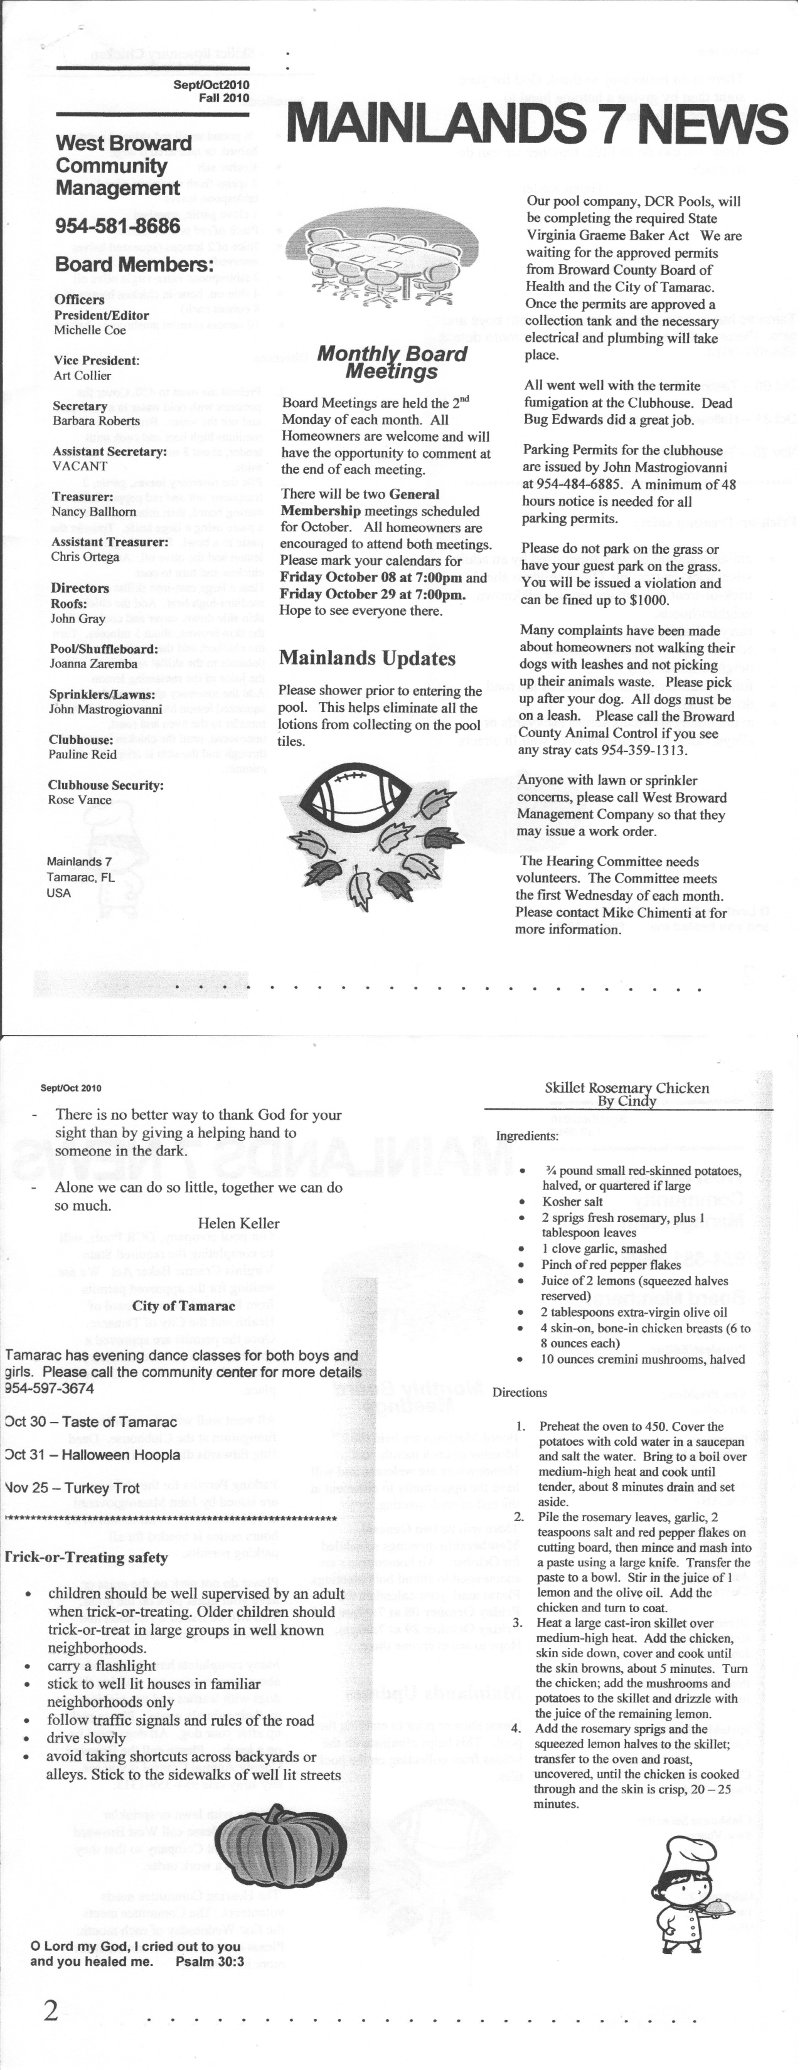 Sept/Oct2010
Fall 2010
MAINLANDS 7 NEWS
West Broward
Community
Management
954-581-8686
Board Members:
Officers
President/Editor
Michelle Coe
Vice President:
Art Collier
Secretary
Barbara Roberts
Assistant Secretary:
VACANT
Treasurer:
Nancy Ballhorn
Assistant Treasurer:
Chris Ortega
Directors
Roofs:
John Gray
Pool/Shuffleboard:
Joanna Zaremba
Sprinklers/Lawns:
John Mastrogiovanni
Clubhouse:
Pauline Reid
Clubhouse Security:
Rose Vance
Mainlands 7
Tamarac, FL
USA
Monthly Board
Meetings
Board Meetings are held the 2nd
Monday of each month. All
Homeowners are welcome and will
have the opportunity to comment at
the end of each meeting.
There will be two General
Membership meetings scheduled
for October. All homeowners are
encouraged to attend both meetings.
Please mark your calendars for
Friday October 08 at 7:00pm and
Friday October 29 at 7:00pm.
Hope to see everyone there.
Mainlands Updates
Please shower prior to entering the
pool. This helps eliminate all the
lotions from collecting on the pool
tiles.
Our pool company, DCR Pools, will
be completing the required State
Virginia Graeme Baker Act We are
waiting for the approved permits
from Broward County Board of
Health and the City of Tamarac.
Once the permits are approved a
collection tank and the necessary
electrical and plumbing will take
place.
All went well with the termite
fumigation at the Clubhouse. Dead
Bug Edwards did a great job.
Parking Permits for the clubhouse
are issued by John Mastrogiovanni
at 954-484-6885. A minimum of 48
hours notice is needed for all
parking permits.
Please do not park on the grass or
have your guest park on the grass.
You will be issued a violation and
can be fined up to $1000.
Many complaints have been made
about homeowners not walking their
dogs with leashes and not picking
up their animals waste. Please pick
up after your dog. All dogs must be
on a leash. Please call the Broward
County Animal Control if you see
any stray cats 954-359-1313.
Anyone with lawn or sprinkler
concerns, please call West Broward
Management Company so that they
may issue a work order.
The Hearing Committee needs
volunteers. The Committee meets
the first Wednesday of each month.
Please contact Mike Chimenti at for
more information.
Sept/Oct 2010
- There is no better way to thank God for your
sight than by giving a helping hand to
someone in the dark.
- Alone we can do so little, together we can do
so much.
Helen Keller
City of Tamarac
Tamarac has evening dance classes for both boys and
girls. Please call the community center for more details
954-597-3674
Oct 30 – Taste of Tamarac
Oct 31 – Halloween Hoopla
Nov 25 – Turkey Trot
******************************************************************
Trick-or-Treating safety
• children should be well supervised by an adult
when trick-or-treating. Older children should
trick-or-treat in large groups in well known
neighborhoods.
• carry a flashlight
• stick to well lit houses in familiar
neighborhoods only
• follow traffic signals and rules of the road
• drive slowly
• avoid taking shortcuts across backyards or
alleys. Stick to the sidewalks of well lit streets
O Lord my God, I cried out to you
and you healed me. Psalm 30:3
2
Skillet Rosemary Chicken
By Cindy
Ingredients:
• ¾ pound small red-skinned potatoes,
halved, or quartered if large
• Kosher salt
• 2 sprigs fresh rosemary, plus 1
tablespoon leaves
• 1 clove garlic, smashed
• Pinch of red pepper flakes
• Juice of 2 lemons (squeezed halves
reserved)
• 2 tablespoons extra-virgin olive oil
• 4 skin-on, bone-in chicken breasts (6 to
8 ounces each)
• 10 ounces cremini mushrooms, halved
Directions
1. Preheat the oven to 450. Cover the
potatoes with cold water in a saucepan
and salt the water. Bring to a boil over
medium-high heat and cook until
tender, about 8 minutes drain and set
aside.
2. Pile the rosemary leaves, garlic, 2
teaspoons salt and red pepper flakes on
cutting board, then mince and mash into
a paste using a large knife. Transfer the
paste to a bowl. Stir in the juice of 1
lemon and the olive oil. Add the
chicken and turn to coat.
3. Heat a large cast-iron skillet over
medium-high heat. Add the chicken,
skin side down, cover and cook until
the skin browns, about 5 minutes. Turn
the chicken; add the mushrooms and
potatoes to the skillet and drizzle with
the juice of the remaining lemon.
4. Add the rosemary sprigs and the
squeezed lemon halves to the skillet;
transfer to the oven and roast,
uncovered, until the chicken is cooked
through and the skin is crisp, 20 – 25
minutes.